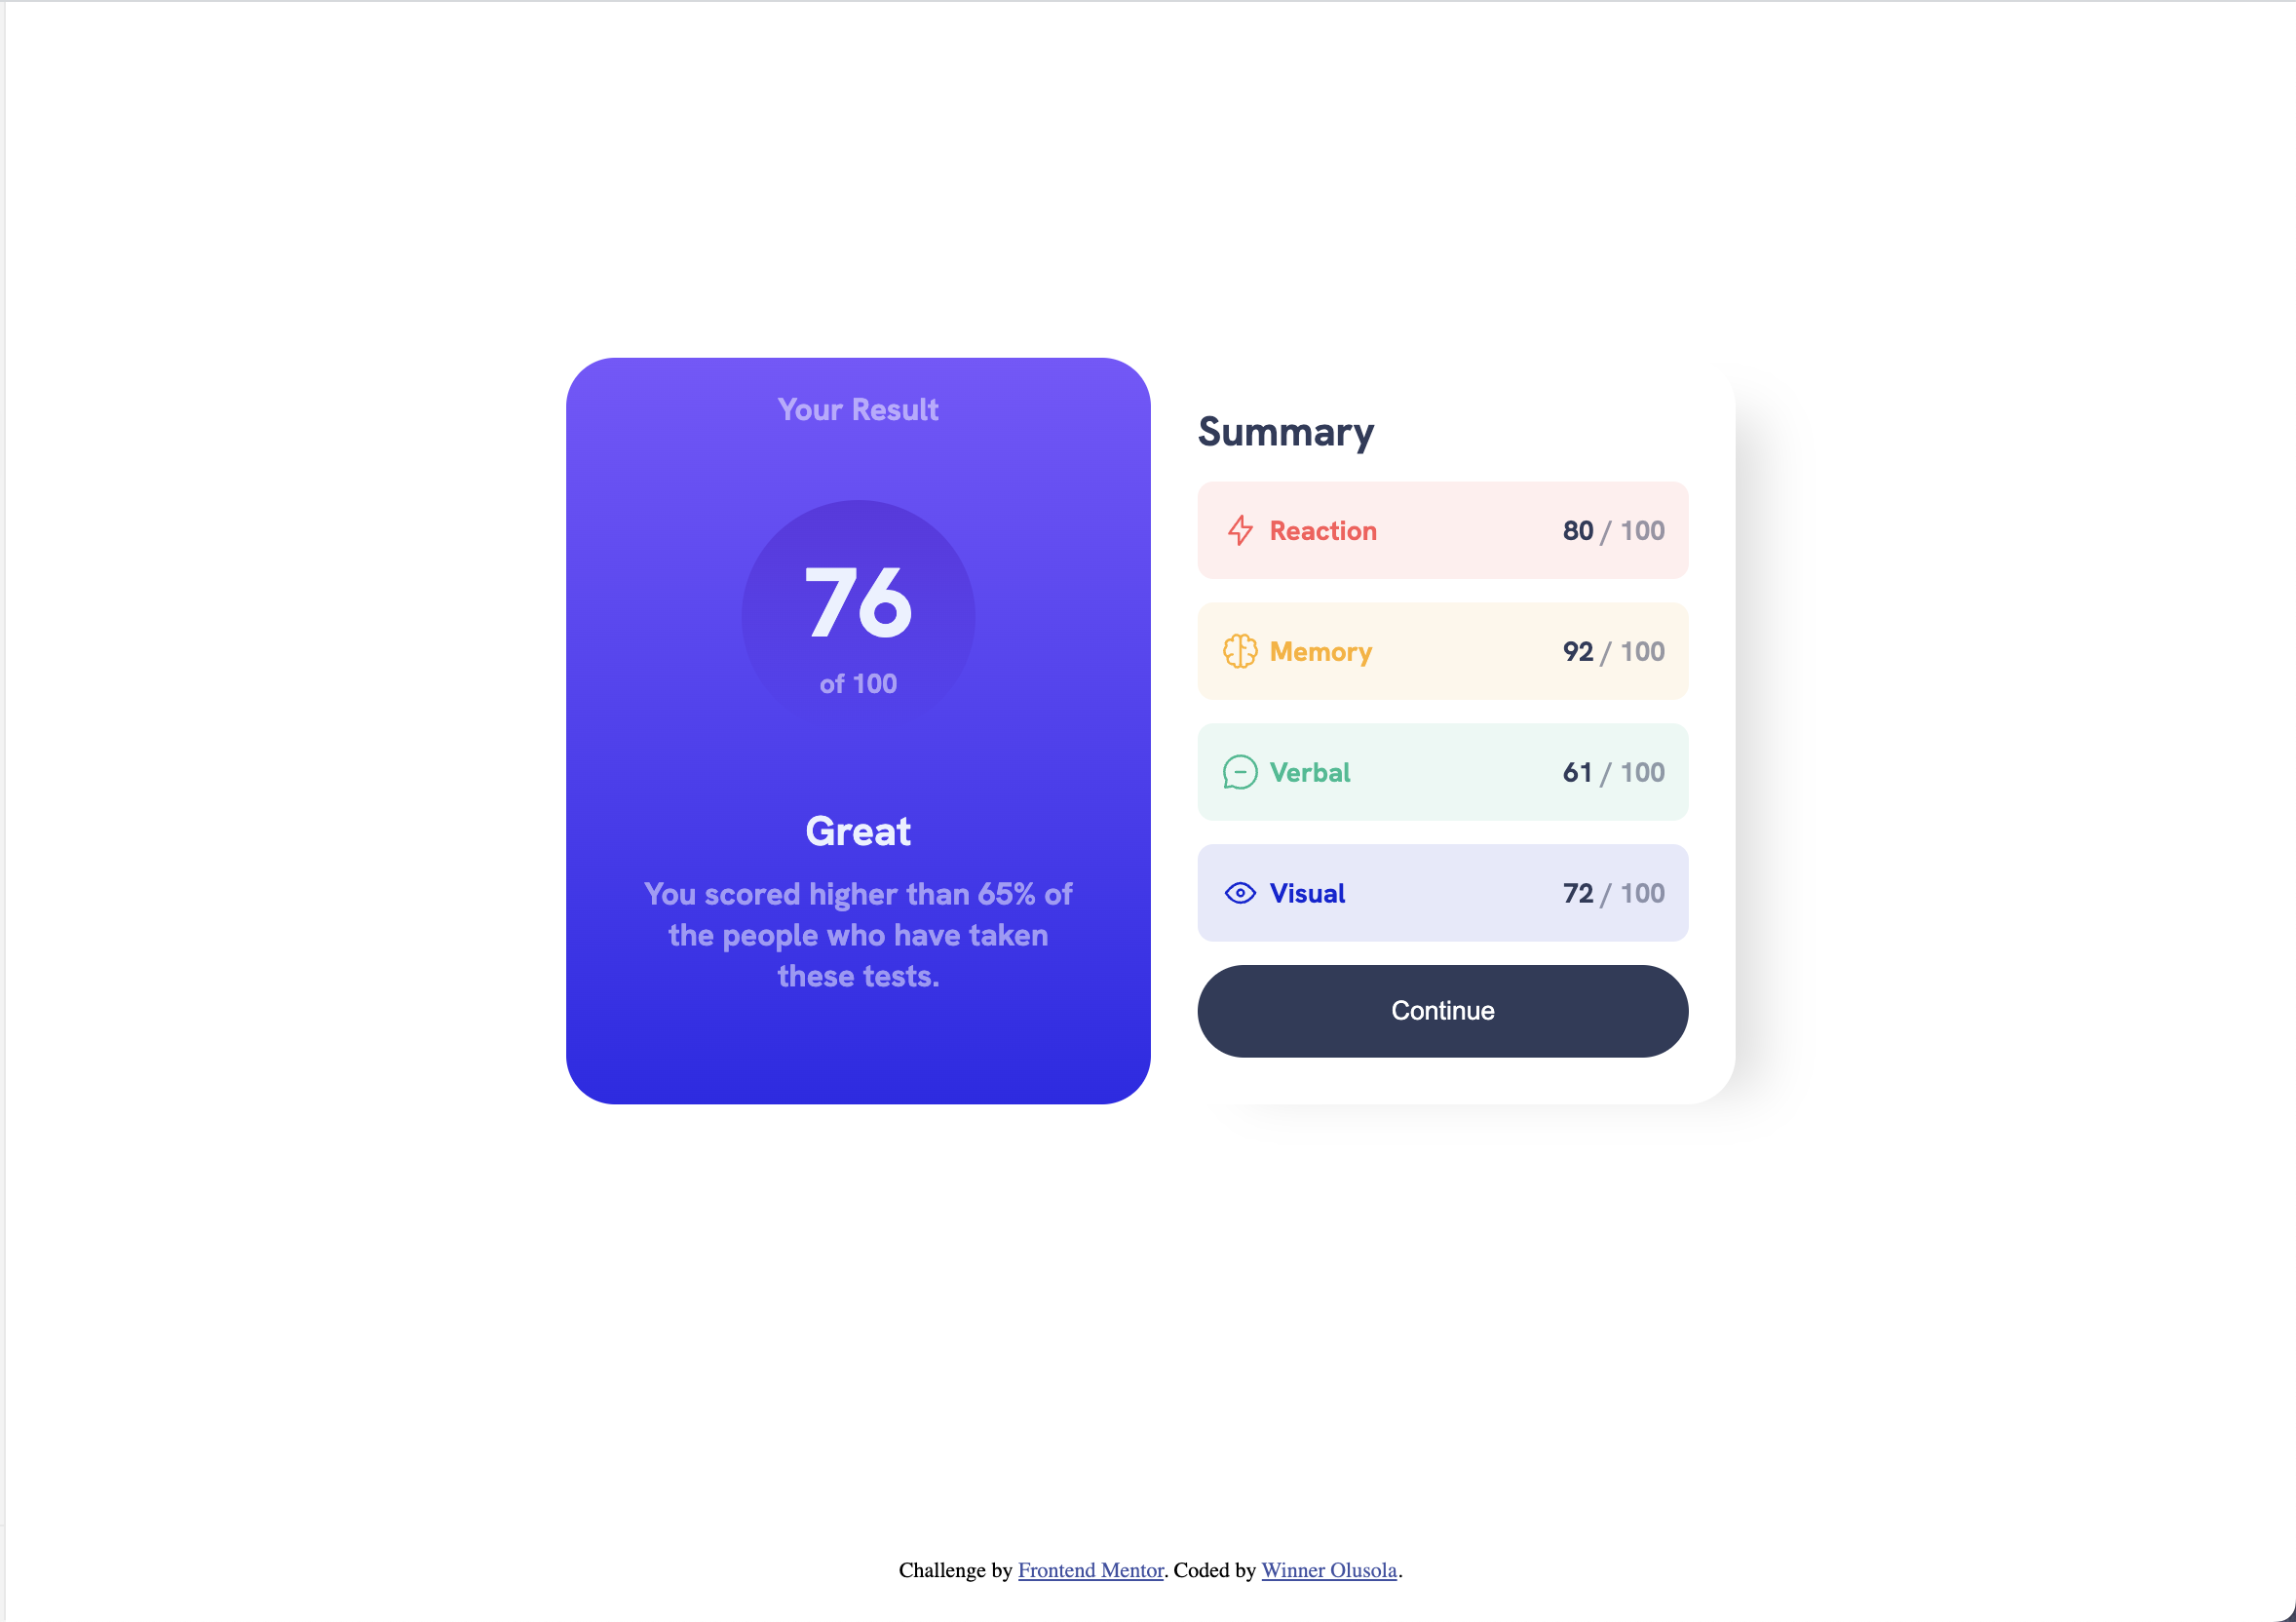 Your Result
76
of 100
Great
You scored higher than 65% of
the people who have taken
these tests.
Summary
Reaction 80 / 100
Memory 92 / 100
Verbal 61 / 100
Visual 72 / 100
Continue
Challenge by Frontend Mentor. Coded by Winner Olusola.